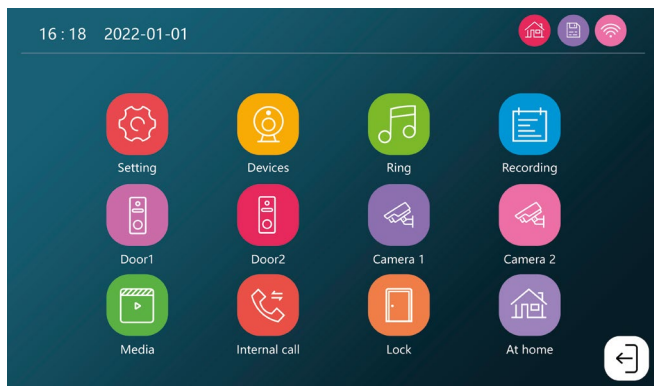 16 : 18 2022-01-01
Setting Devices Ring Recording
Door1 Door2 Camera 1 Camera 2
Media Internal call Lock At home